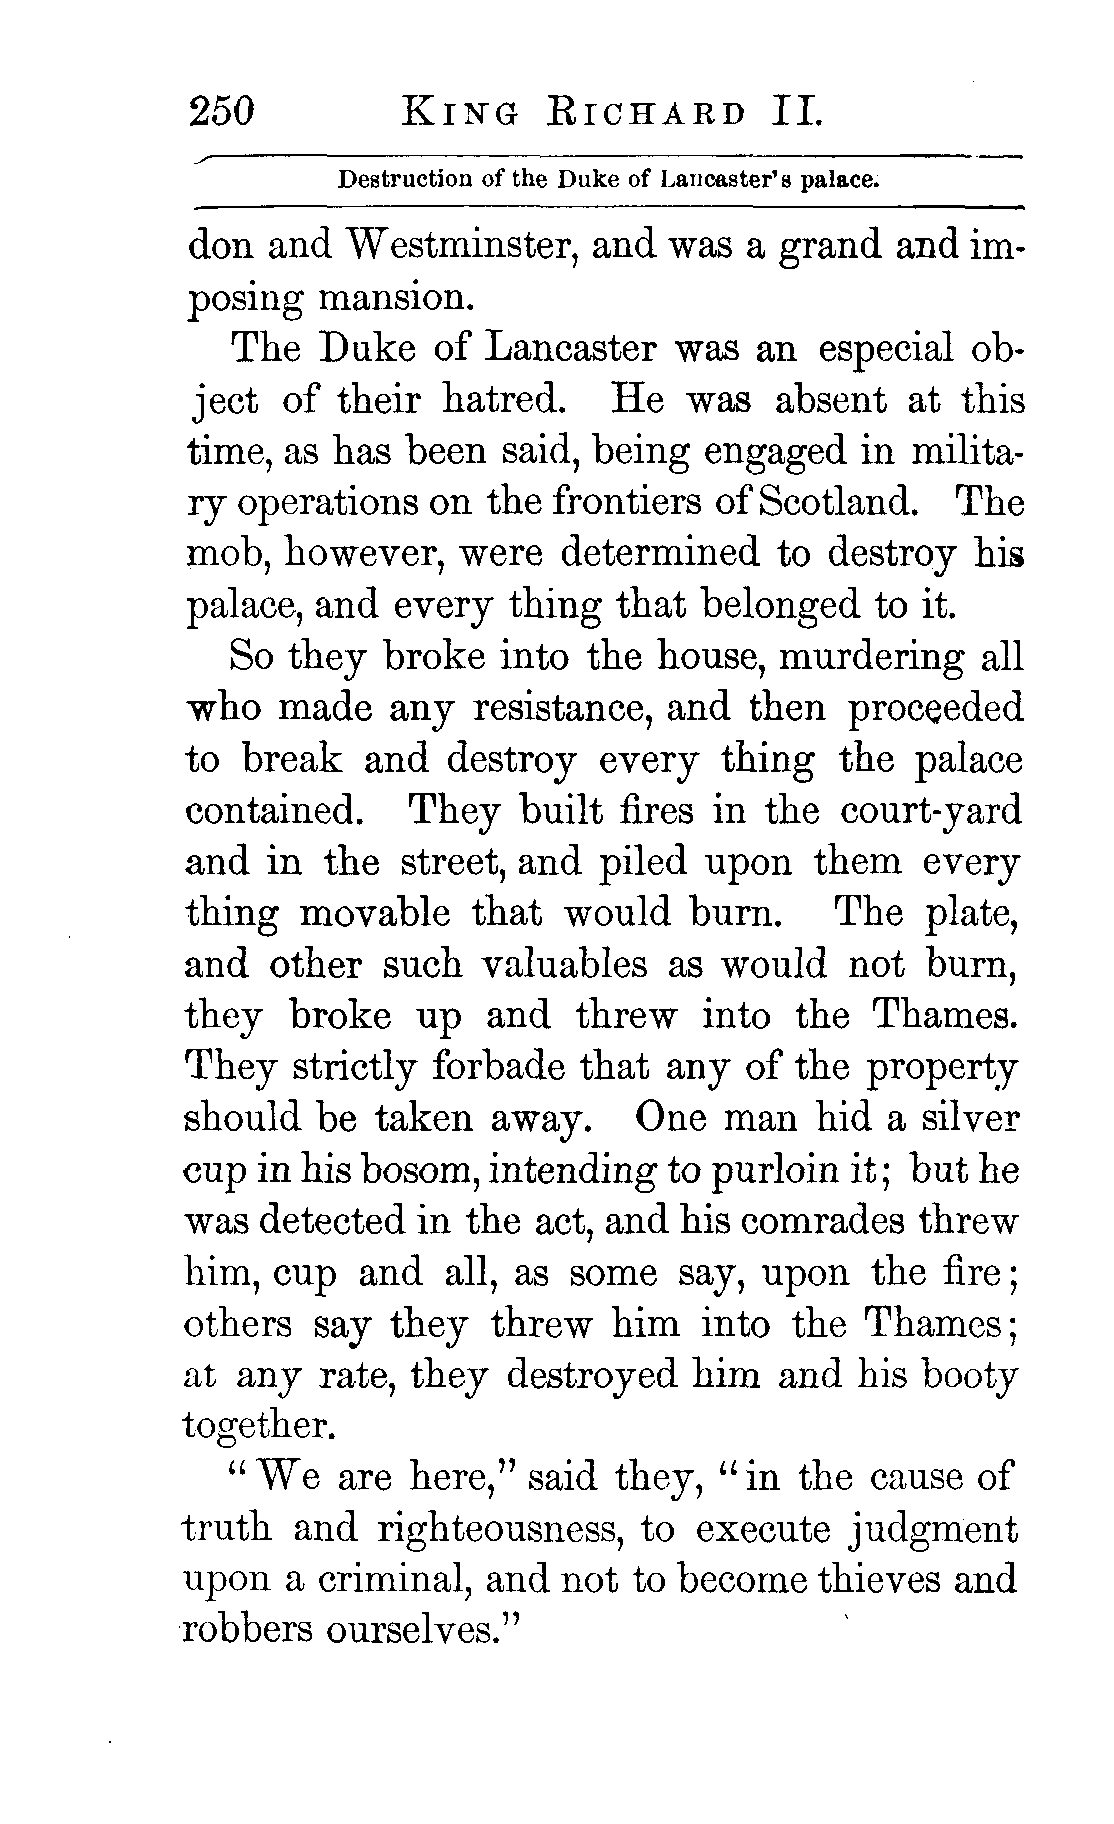 250 KING RICHARD II.
Destruction of the Duke of Lancaster's palace.
don and Westminster, and was a grand and im-
posing mansion.
The Duke of Lancaster was an especial ob-
ject of their hatred. He was absent at this
time, as has been said, being engaged in milita-
ry operations on the frontiers of Scotland. The
mob, however, were determined to destroy his
palace, and every thing that belonged to it.
So they broke into the house, murdering all
who made any resistance, and then proceeded
to break and destroy every thing the palace
contained. They built fires in the court-yard
and in the street, and piled upon them every
thing movable that would burn. The plate,
and other such valuables as would not burn,
they broke up and threw into the Thames.
They strictly forbade that any of the property
should be taken away. One man hid a silver
cup in his bosom, intending to purloin it; but he
was detected in the act, and his comrades threw
him, cup and all, as some say, upon the fire;
others say they threw him into the Thames;
at any rate, they destroyed him and his booty
together.
"We are here," said they, "in the cause of
truth and righteousness, to execute judgment
upon a criminal, and not to become thieves and
robbers ourselves."